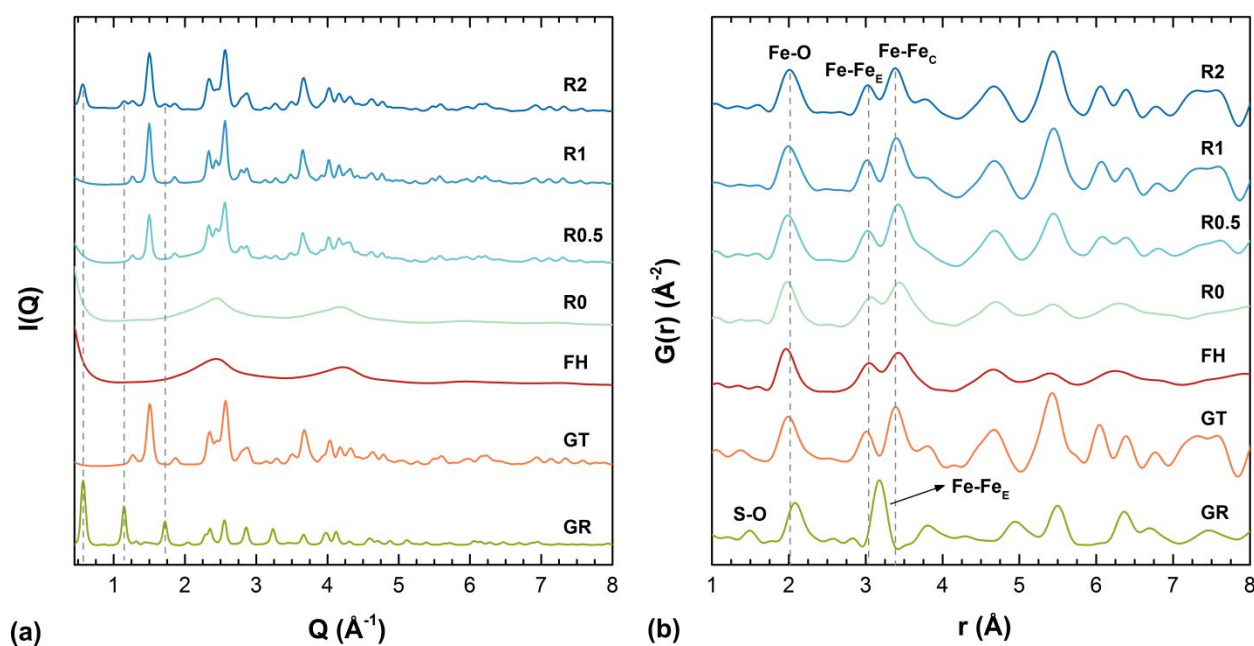 R2
R1
R0.5
R0
FH
GT
GR
I(Q)
1 2 3 4 5 6 7 8
(a)
Q (Å⁻¹)
Fe-O
Fe-Fe_E
Fe-Fe_C
R2
R1
R0.5
R0
FH
GT
Fe-Fe_E
S-O
GR
G(r) (Å⁻²)
1 2 3 4 5 6 7 8
(b)
r (Å)